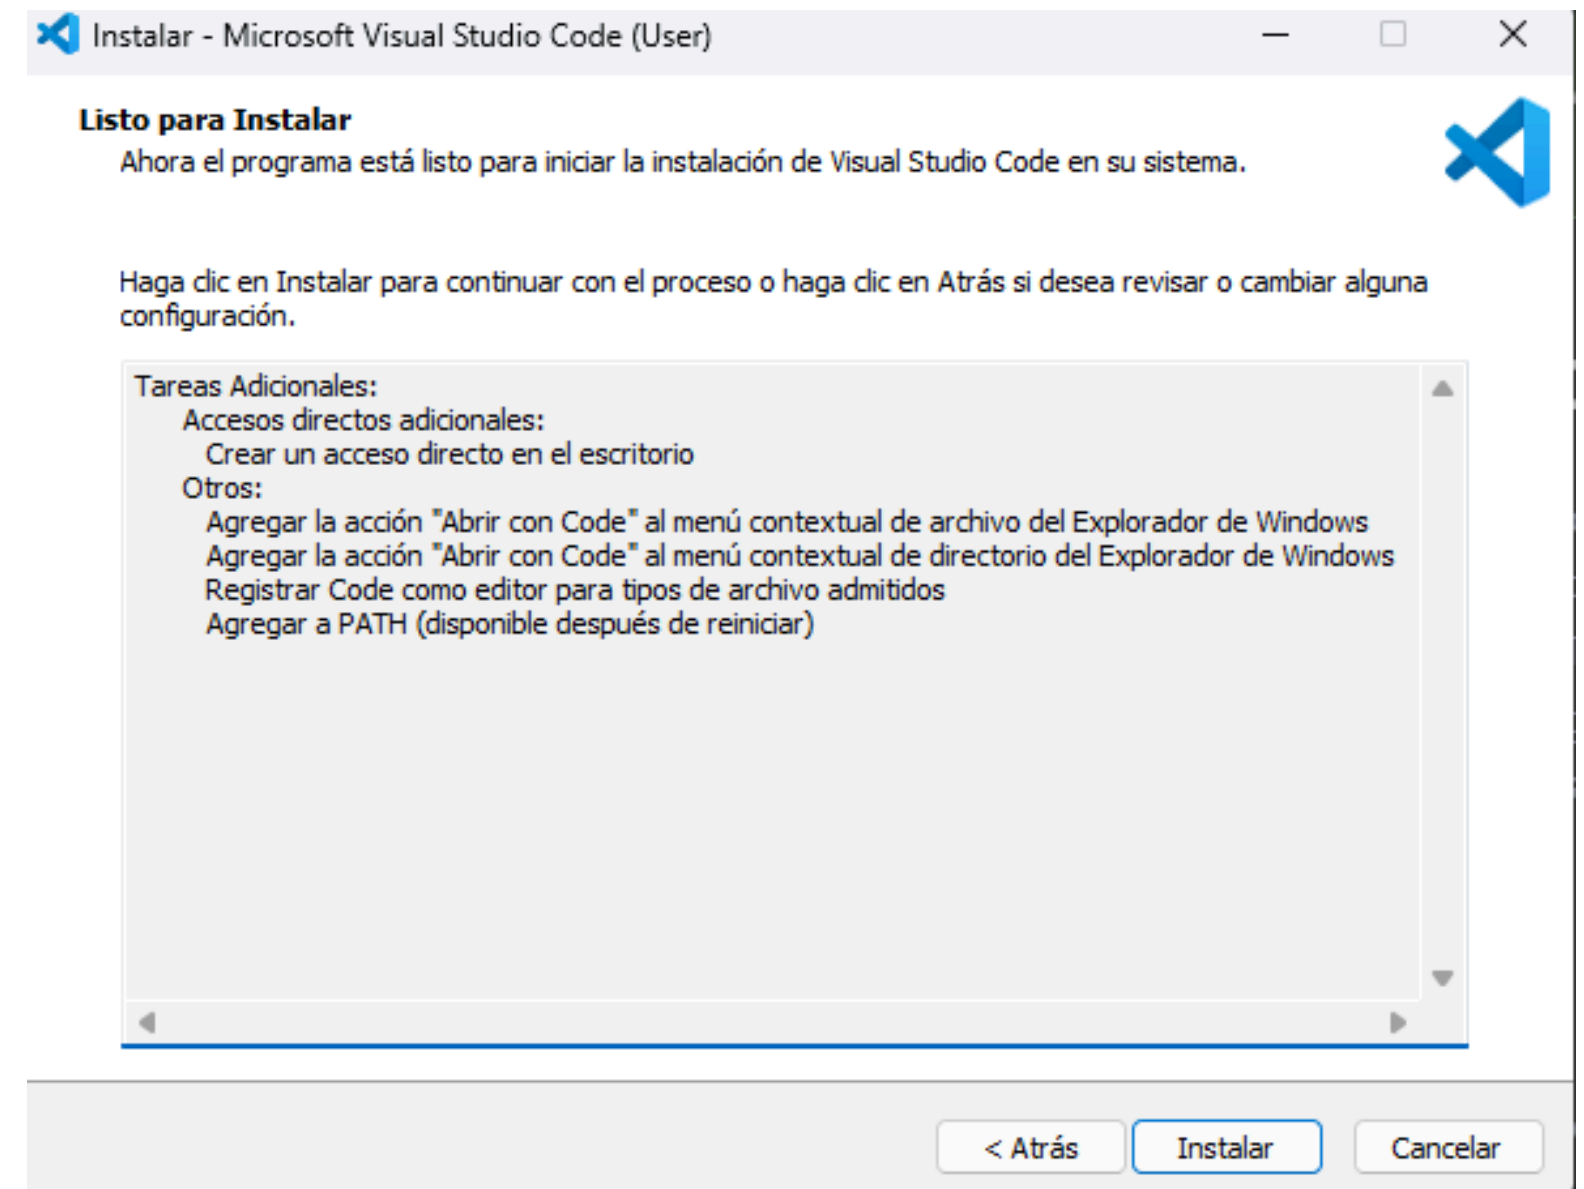 Instalar - Microsoft Visual Studio Code (User)
Listo para Instalar
Ahora el programa está listo para iniciar la instalación de Visual Studio Code en su sistema.
Haga clic en Instalar para continuar con el proceso o haga clic en Atrás si desea revisar o cambiar alguna
configuración.
Tareas Adicionales:
Accesos directos adicionales:
Crear un acceso directo en el escritorio
Otros:
Agregar la acción "Abrir con Code" al menú contextual de archivo del Explorador de Windows
Agregar la acción "Abrir con Code" al menú contextual de directorio del Explorador de Windows
Registrar Code como editor para tipos de archivo admitidos
Agregar a PATH (disponible después de reiniciar)
< Atrás
Instalar
Cancelar